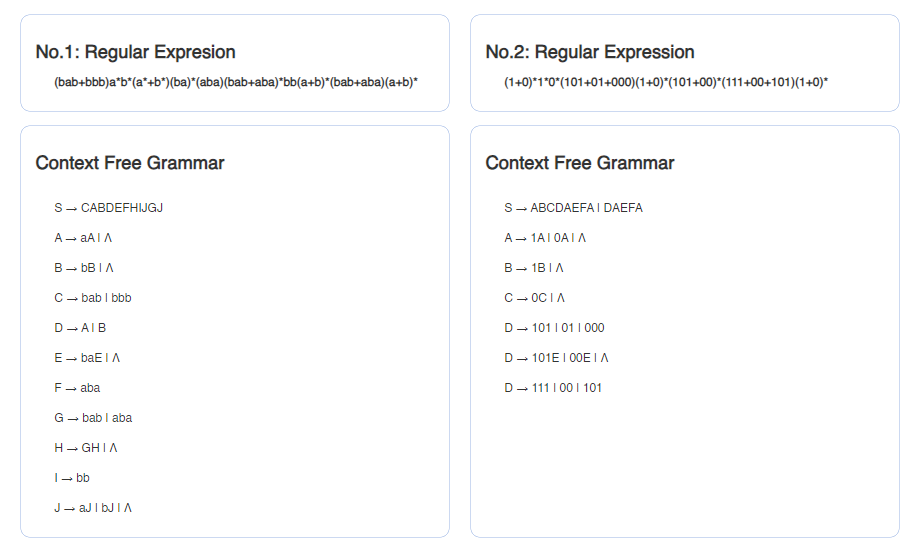 No.1: Regular Expresion
(bab+bbb)a*b*(a*+b*)(ba)*(aba)(bab+aba)*bb(a+b)*(bab+aba)(a+b)*
Context Free Grammar
S → CABDEFHIJGJ
A → aA | Λ
B → bB | Λ
C → bab | bbb
D → A | B
E → baE | Λ
F → aba
G → bab | aba
H → GH | Λ
I → bb
J → aJ | bJ | Λ
No.2: Regular Expression
(1+0)*1*0*(101+01+000)(1+0)*(101+00)*(111+00+101)(1+0)*
Context Free Grammar
S → ABCDAEFA | DAEFA
A → 1A | 0A | Λ
B → 1B | Λ
C → 0C | Λ
D → 101 | 01 | 000
D → 101E | 00E | Λ
D → 111 | 00 | 101